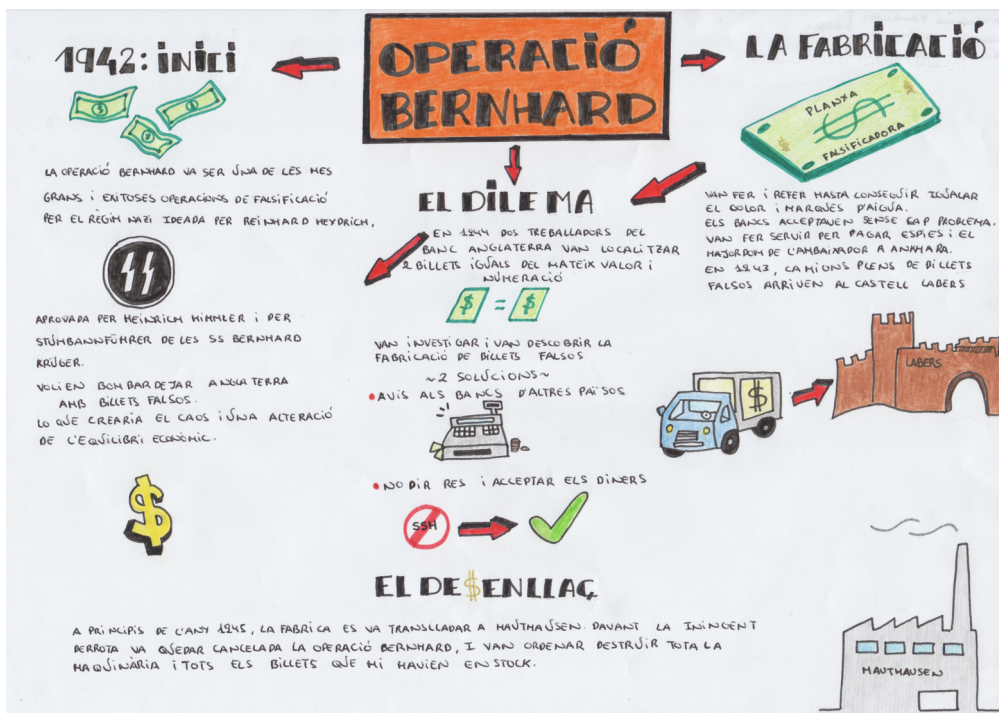 OPERACIÓ
BERNHARD
1942: INICI
LA OPERACIÓ BERNHARD VA SER UNA DE LES MES
GRANS I EXITOSES OPERACIONS DE FALSIFICACIÓ
PER EL REGIM NAZI IDEADA PER REINHARD HEYDRICH.
APROVADA PER HEINRICH HIMMLER I PER
STUMBANNFÜHRER DE LES SS BERNHARD
KRÜGER.
VOLIEN BOMBARDEJAR ANGLATERRA
AMB BILLETS FALSOS.
LO QUE CREARIA EL CAOS I UNA ALTERACIÓ
DE L'EQUILIBRI ECONÒMIC.
$
EL DILEMA
EN 1944 DOS TREBALLADORS DEL
BANC ANGLATERRA VAN LOCALITZAR
2 BILLETS IGUALS DEL MATEIX VALOR I
NUMERACIÓ
$ = $
VAN INVESTIGAR I VAN DESCOBRIR LA
FABRICACIÓ DE BILLETS FALSOS
~2 SOLUCIONS~
• AVIS ALS BANCS D'ALTRES PAÏSOS
• NO DIR RES I ACCEPTAR ELS DINERS
SSH
LA FABRICACIÓ
PLANXA
$
FALSIFICADORA
VAN FER I REFER HASTA CONSEGUIR IGUALAR
EL COLOR I MARQUES D'AIGUA.
ELS BANCS ACCEPTAVEN SENSE CAP PROBLEMA.
VAN FER SERVIR PER PAGAR ESPIES I EL
MAJORDOM DE L'AMBAIXADOR A ANKHARA.
EN 1943, CAMIONS PLENS DE BILLETS
FALSOS ARRIVEN AL CASTELL LABERS
$
LABERS
EL DE$ENLLAÇ
A PRINCIPIS DE L'ANY 1945, LA FABRICA ES VA TRANSLLADAR A MAUTHAUSEN. DAVANT LA ININGENT
DERROTA VA QUEDAR CANCELADA LA OPERACIÓ BERNHARD, I VAN ORDENAR DESTRUIR TOTA LA
MAQUINÀRIA I TOTS ELS BILLETS QUE HI HAVIEN EN STOCK.
MAUTHAUSEN